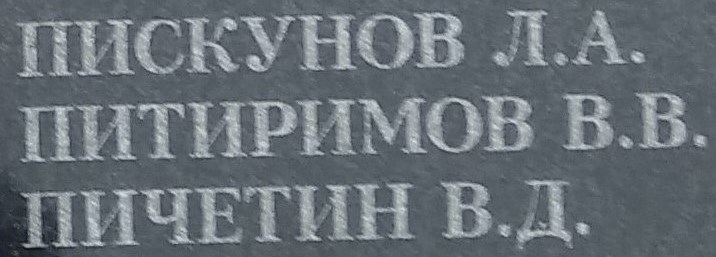 ПИСКУНОВ Л.А.
ПИТИРИМОВ В.В.
ПИЧЕТИН В.Д.